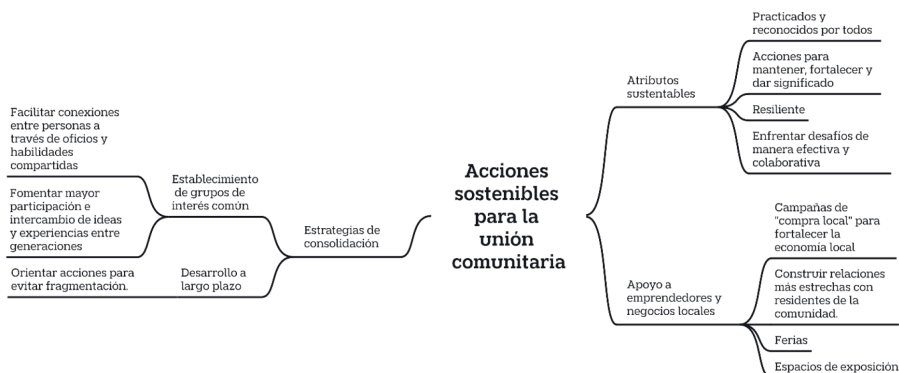 Acciones
sostenibles
para la
unión
comunitaria
Atributos
sustentables
Practicados y
reconocidos por todos
Acciones para
mantener, fortalecer y
dar significado
Resiliente
Enfrentar desafíos de
manera efectiva y
colaborativa
Apoyo a
emprendedores y
negocios locales
Campañas de
"compra local" para
fortalecer la
economía local
Construir relaciones
más estrechas con
residentes de la
comunidad.
Ferias
Espacios de exposición
Estrategias de
consolidación
Establecimiento
de grupos de
interés común
Facilitar conexiones
entre personas a
través de oficios y
habilidades
compartidas
Fomentar mayor
participación e
intercambio de ideas
y experiencias entre
generaciones
Desarrollo a
largo plazo
Orientar acciones para
evitar fragmentación.